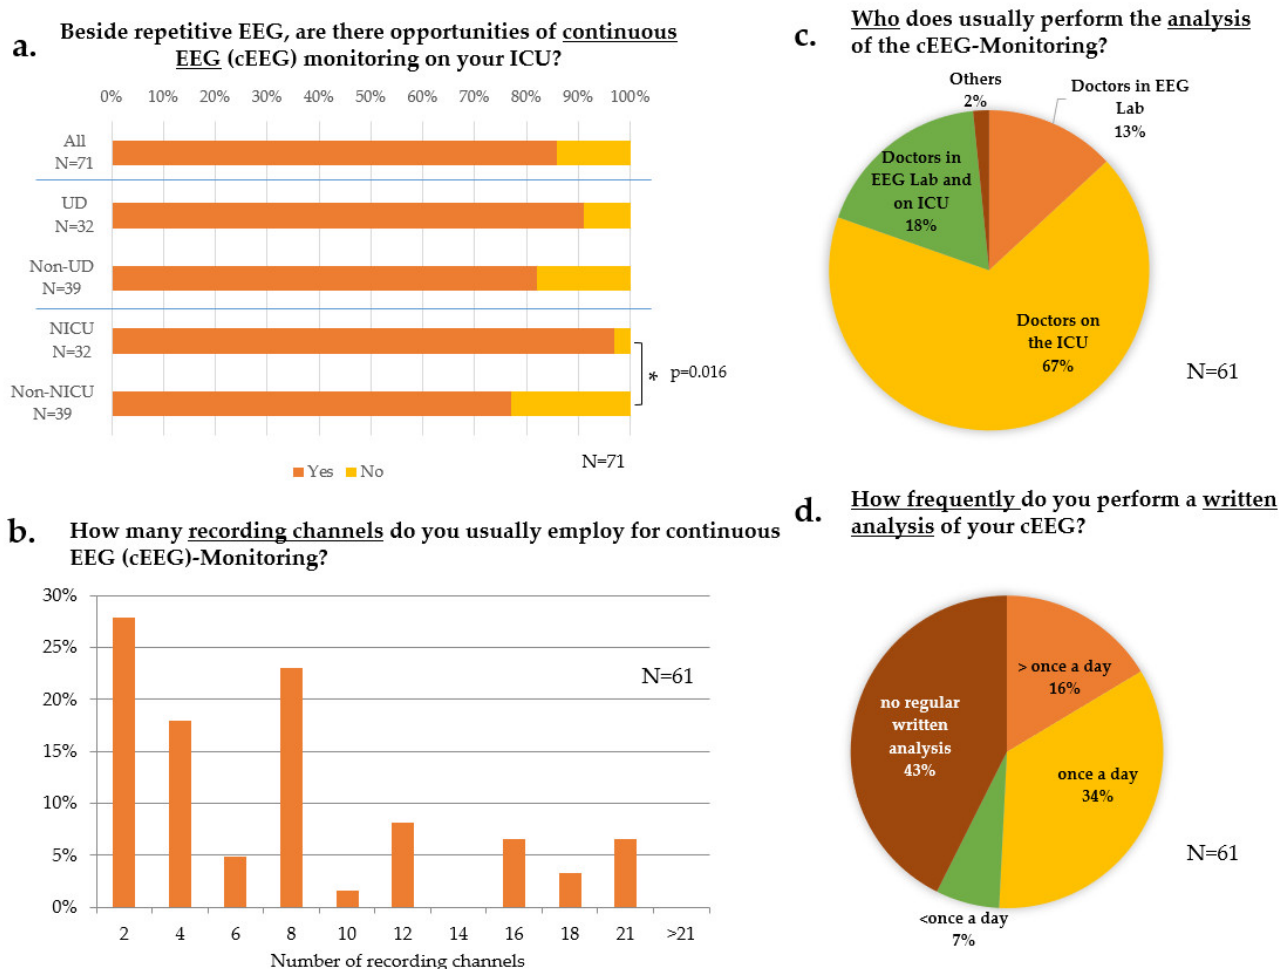 a.
Beside repetitive EEG, are there opportunities of continuous
EEG (cEEG) monitoring on your ICU?
0% 10% 20% 30% 40% 50% 60% 70% 80% 90% 100%
All
N=71
UD
N=32
Non-UD
N=39
NICU
N=32
Non-NICU
N=39
* p=0.016
Yes No
N=71
b.
How many recording channels do you usually employ for continuous
EEG (cEEG)-Monitoring?
30%
25%
20%
15%
10%
5%
0%
N=61
2 4 6 8 10 12 14 16 18 21 >21
Number of recording channels
c.
Who does usually perform the analysis
of the cEEG-Monitoring?
Others
2%
Doctors in EEG
Lab
13%
Doctors in
EEG Lab and
on ICU
18%
Doctors on
the ICU
67%
N=61
d.
How frequently do you perform a written
analysis of your cEEG?
> once a day
16%
no regular
written
analysis
43%
once a day
34%
<once a day
7%
N=61